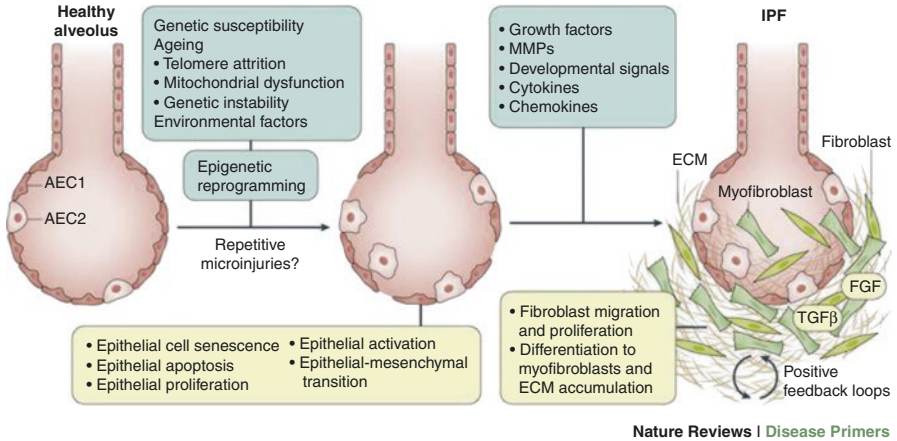 Healthy
alveolus
Genetic susceptibility
Ageing
• Telomere attrition
• Mitochondrial dysfunction
• Genetic instability
Environmental factors
Epigenetic
reprogramming
Repetitive
microinjuries?
AEC1
AEC2
• Epithelial cell senescence
• Epithelial apoptosis
• Epithelial proliferation
• Epithelial activation
• Epithelial-mesenchymal
transition
• Growth factors
• MMPs
• Developmental signals
• Cytokines
• Chemokines
IPF
Fibroblast
ECM
Myofibroblast
FGF
TGFβ
• Fibroblast migration
and proliferation
• Differentiation to
myofibroblasts and
ECM accumulation
Positive
feedback loops
Nature Reviews | Disease Primers